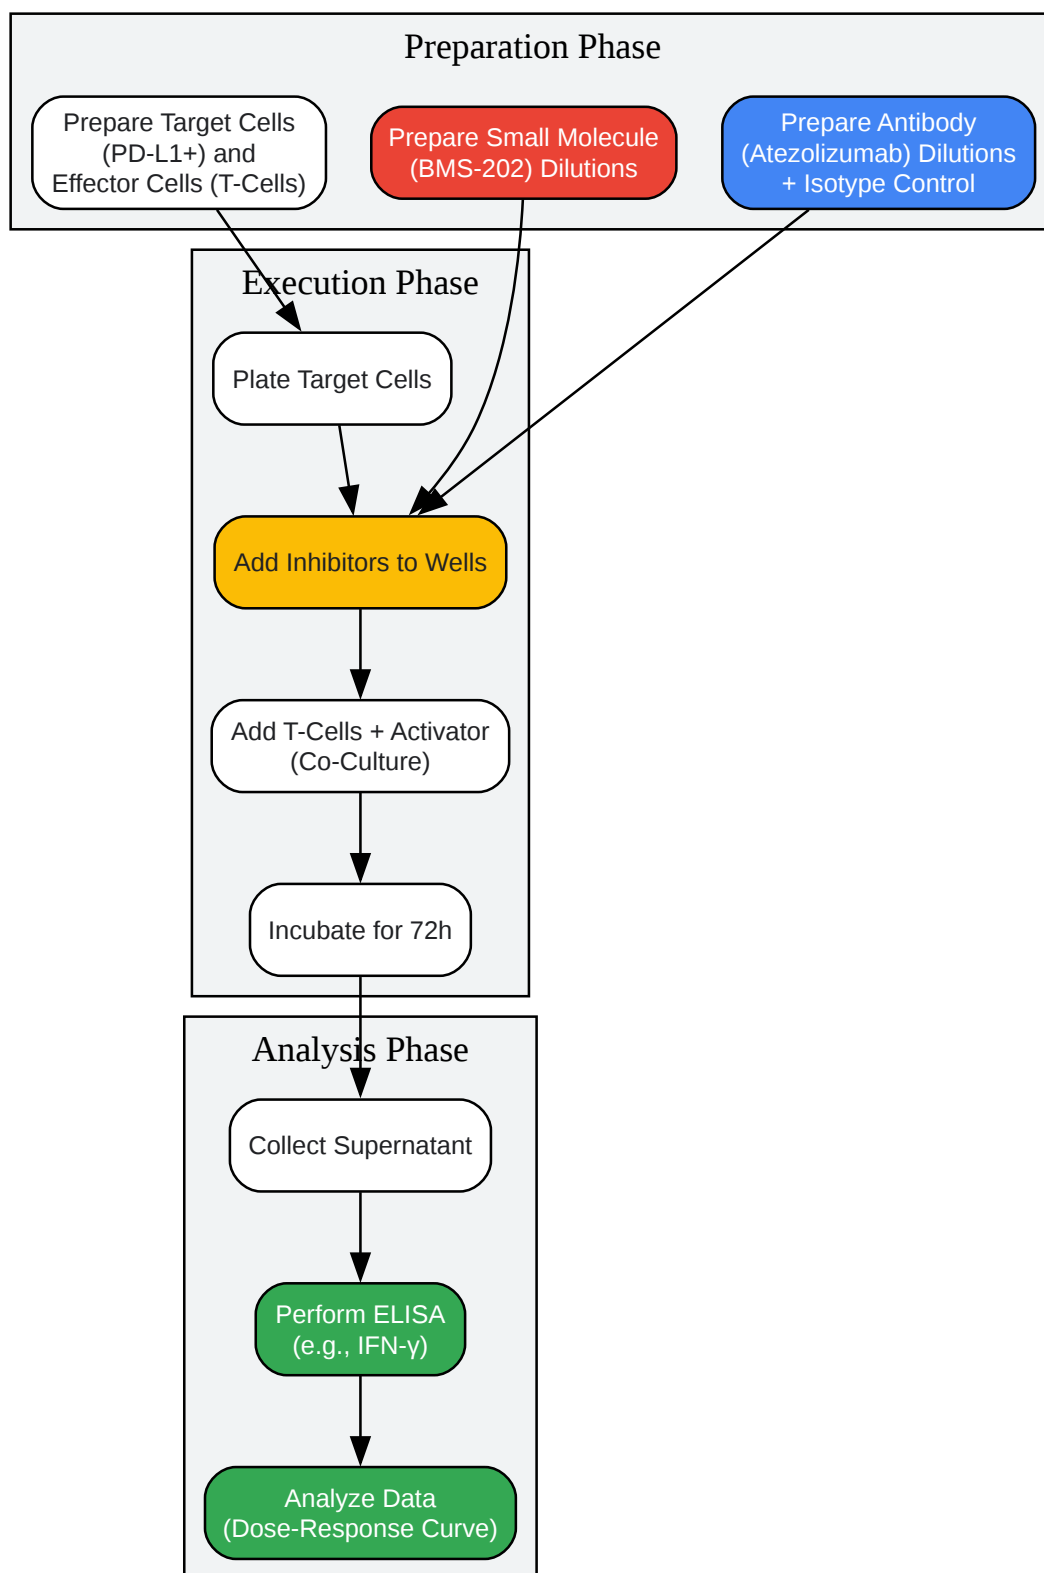 Preparation Phase
Prepare Target Cells
(PD-L1+) and
Effector Cells (T-Cells)
Prepare Small Molecule
(BMS-202) Dilutions
Prepare Antibody
(Atezolizumab) Dilutions
+ Isotype Control
Execution Phase
Plate Target Cells
Add Inhibitors to Wells
Add T-Cells + Activator
(Co-Culture)
Incubate for 72h
Analysis Phase
Collect Supernatant
Perform ELISA
(e.g., IFN-γ)
Analyze Data
(Dose-Response Curve)